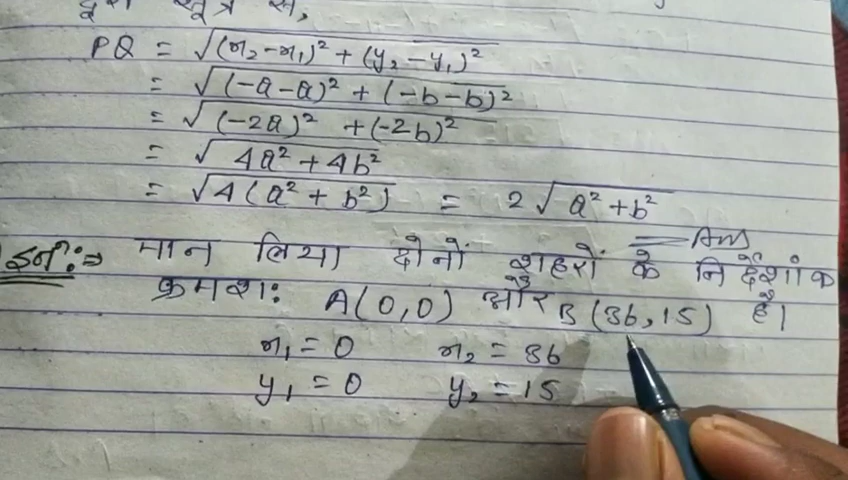 सूत्र से,
PQ = √(x₂-x₁)² + (y₂-y₁)²
= √(-a-a)² + (-b-b)²
= √(-2a)² +(-2b)²
= √4a²+4b²
= √4(a²+b²) = 2√a²+b²
Ans
मान लिया दोनों शहरों के निर्देशांक
क्रमशः A(0,0) और B(36,15) है।
x₁=0 x₂=36
y₁=0 y₂=15